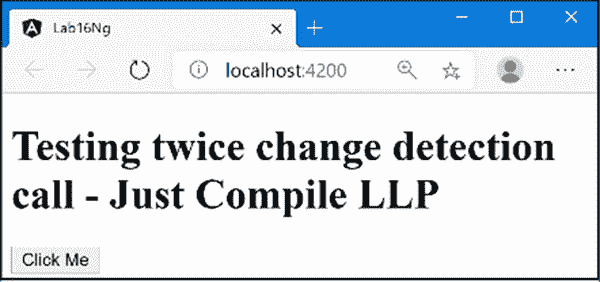 Lab16Ng
localhost:4200
Testing twice change detection
call - Just Compile LLP
Click Me